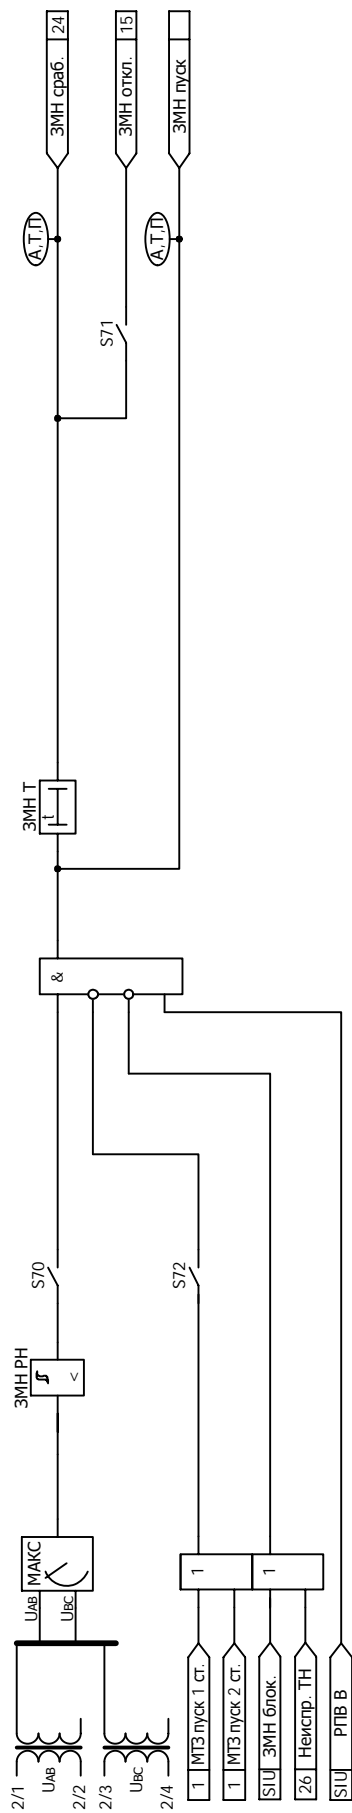 2/1
UAB
2/2
2/3
UBC
2/4
UAB
UBC
МАКС
ЗМН РН
<
S70
&
ЗМН Т
t
S71
А,Т,П
А,Т,П
ЗМН сраб. 24
ЗМН откл. 15
ЗМН пуск
1 МТЗ пуск 1 ст.
1 МТЗ пуск 2 ст.
SIU ЗМН блок.
26 Неиспр. ТН
SIU РПВ В
1
1
S72